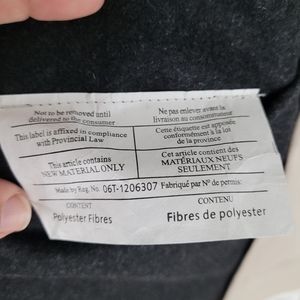 Not to be removed until
delivered to the consumer
Ne pas enlever avant la
livraison au consommateur
This label is affixed in compliance
with Provincial Law
Cette étiquette est apposée
conformément à la loi
de la province
This article contains
NEW MATERIAL ONLY
Cet article contient des
MATÉRIAUX NEUFS
SEULEMENT
Made by Reg. No. 06T-1206307 Fabriqué par Nº de permis:
CONTENT
Polyester Fibres
CONTENU
Fibres de polyester